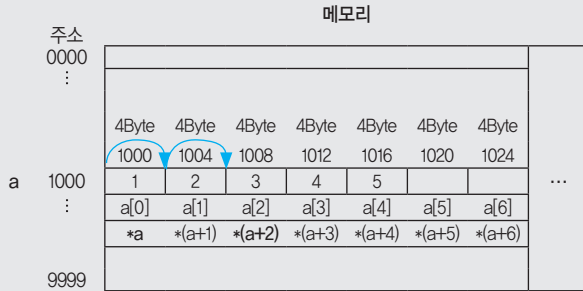 메모리
주소
0000
⋮
4Byte 4Byte 4Byte 4Byte 4Byte 4Byte 4Byte
1000 1004 1008 1012 1016 1020 1024
a 1000 1 2 3 4 5 …
⋮ a[0] a[1] a[2] a[3] a[4] a[5] a[6]
*a *(a+1) *(a+2) *(a+3) *(a+4) *(a+5) *(a+6)
9999